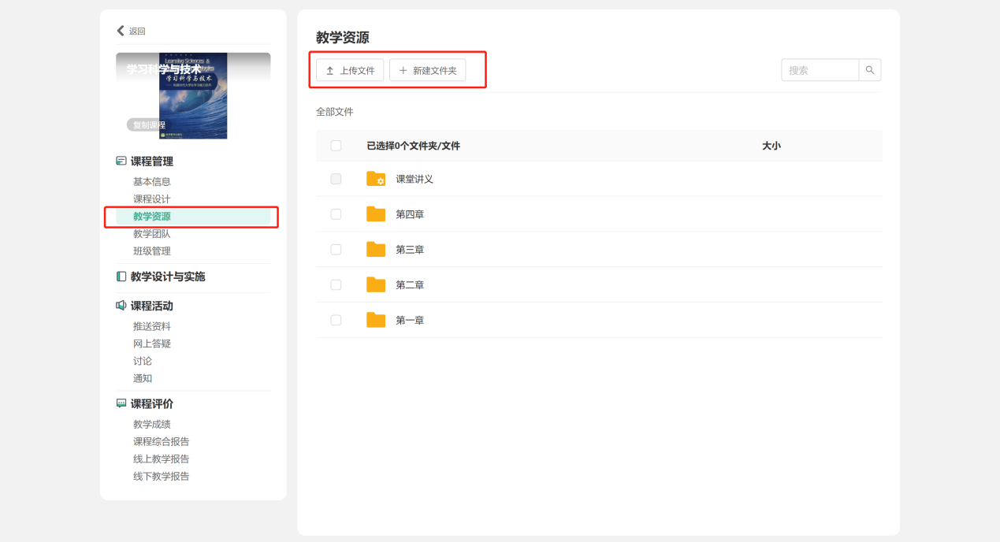 返回
Learning Sciences &
学习科学与技术
学习科学与技术
复制课程
课程管理
基本信息
课程设计
教学资源
教学团队
班级管理
教学设计与实施
课程活动
推送资料
网上答疑
讨论
通知
课程评价
教学成绩
课程综合报告
线上教学报告
线下教学报告
教学资源
上传文件
新建文件夹
搜索
全部文件
已选择0个文件夹/文件
大小
课堂讲义
第四章
第三章
第二章
第一章